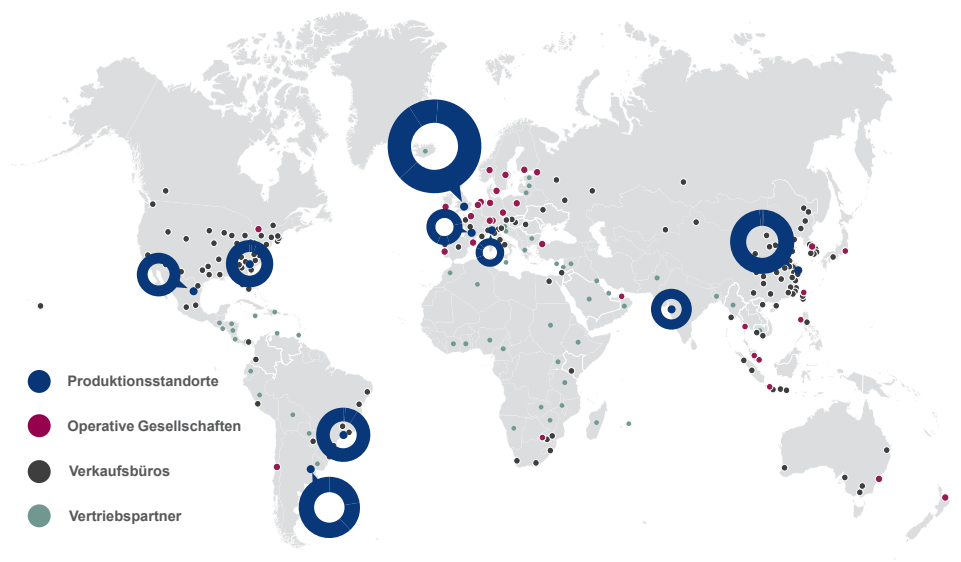 Produktionsstandorte
Operative Gesellschaften
Verkaufsbüros
Vertriebspartner